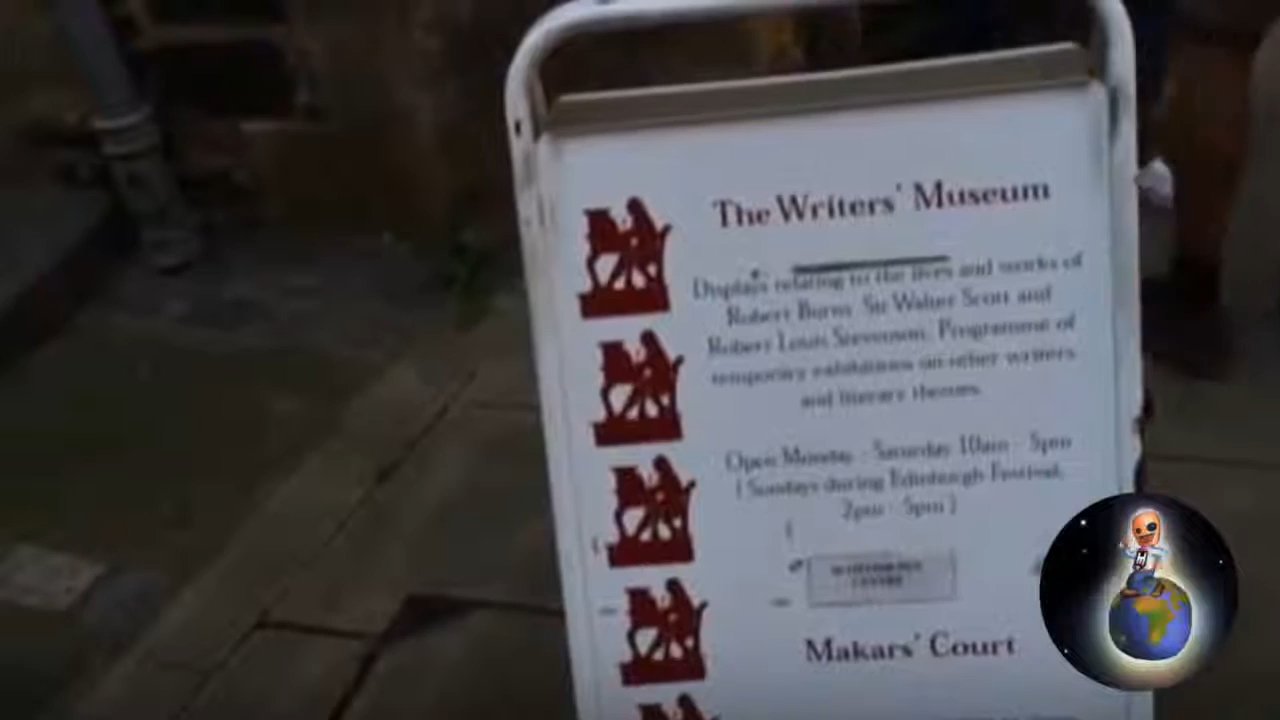 The Writers' Museum
Displays relating to the lives and works of
Robert Burns, Sir Walter Scott and
Robert Louis Stevenson. Programme of
temporary exhibitions on other writers
and literary themes.
Open Monday - Saturday 10am - 5pm
( Sundays during Edinburgh Festival,
2pm - 5pm )
CENTRE
Makars' Court